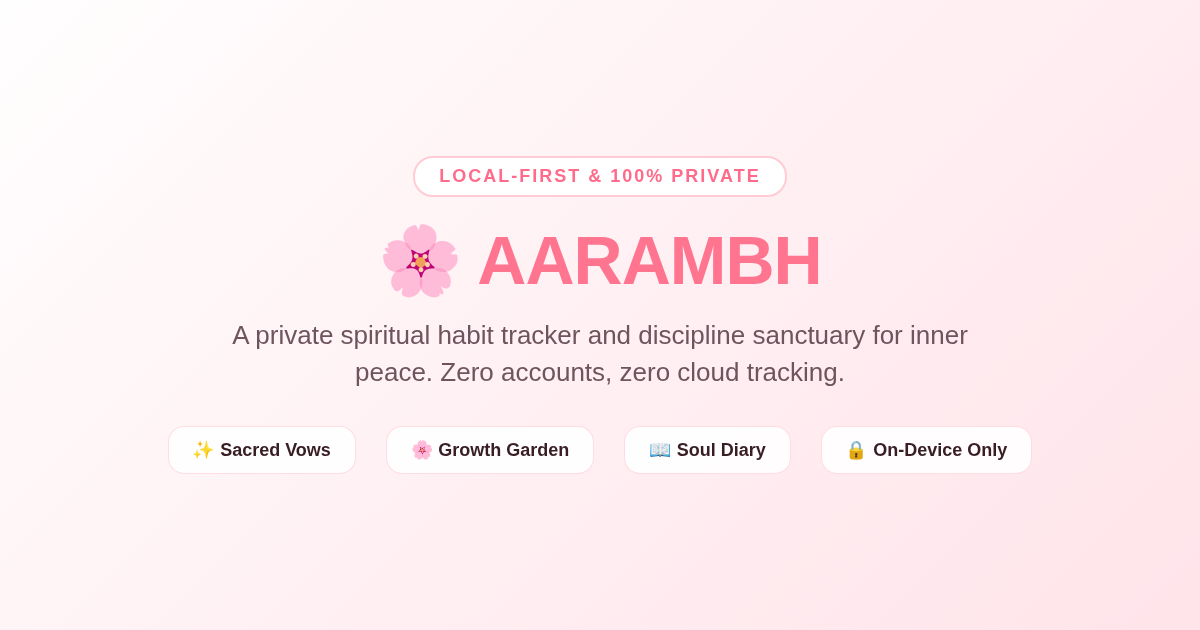 LOCAL-FIRST & 100% PRIVATE
🌸 AARAMBH
A private spiritual habit tracker and discipline sanctuary for inner
peace. Zero accounts, zero cloud tracking.
✨ Sacred Vows
🌸 Growth Garden
📖 Soul Diary
🔒 On-Device Only